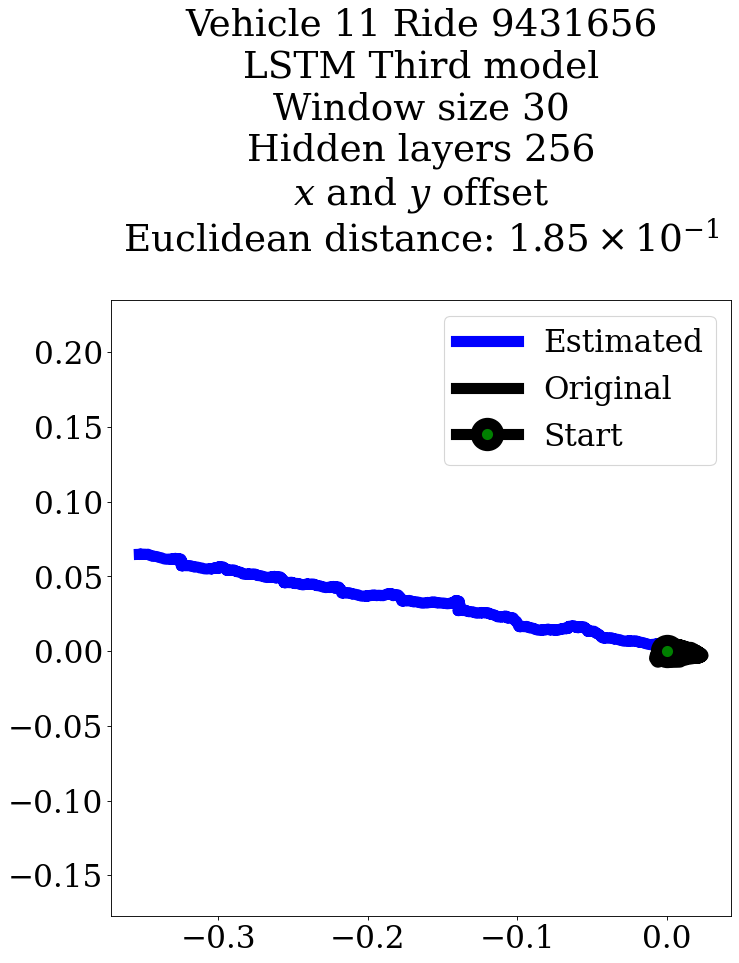 Vehicle 11 Ride 9431656
LSTM Third model
Window size 30
Hidden layers 256
x and y offset
Euclidean distance: 1.85 × 10⁻¹
Estimated
Original
Start
0.20
0.15
0.10
0.05
0.00
−0.05
−0.10
−0.15
−0.3 −0.2 −0.1 0.0